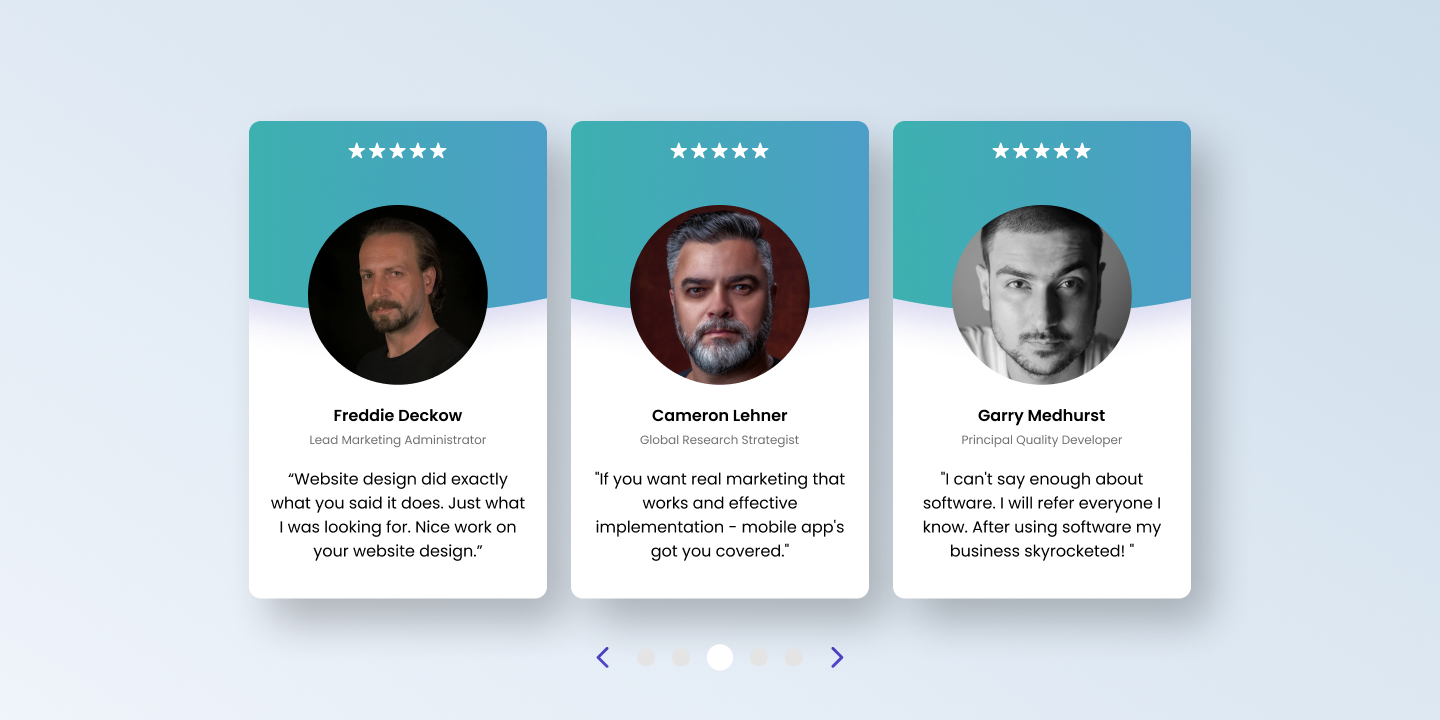 Freddie Deckow
Lead Marketing Administrator
“Website design did exactly
what you said it does. Just what
I was looking for. Nice work on
your website design.”
Cameron Lehner
Global Research Strategist
"If you want real marketing that
works and effective
implementation - mobile app's
got you covered."
Garry Medhurst
Principal Quality Developer
"I can't say enough about
software. I will refer everyone I
know. After using software my
business skyrocketed! "